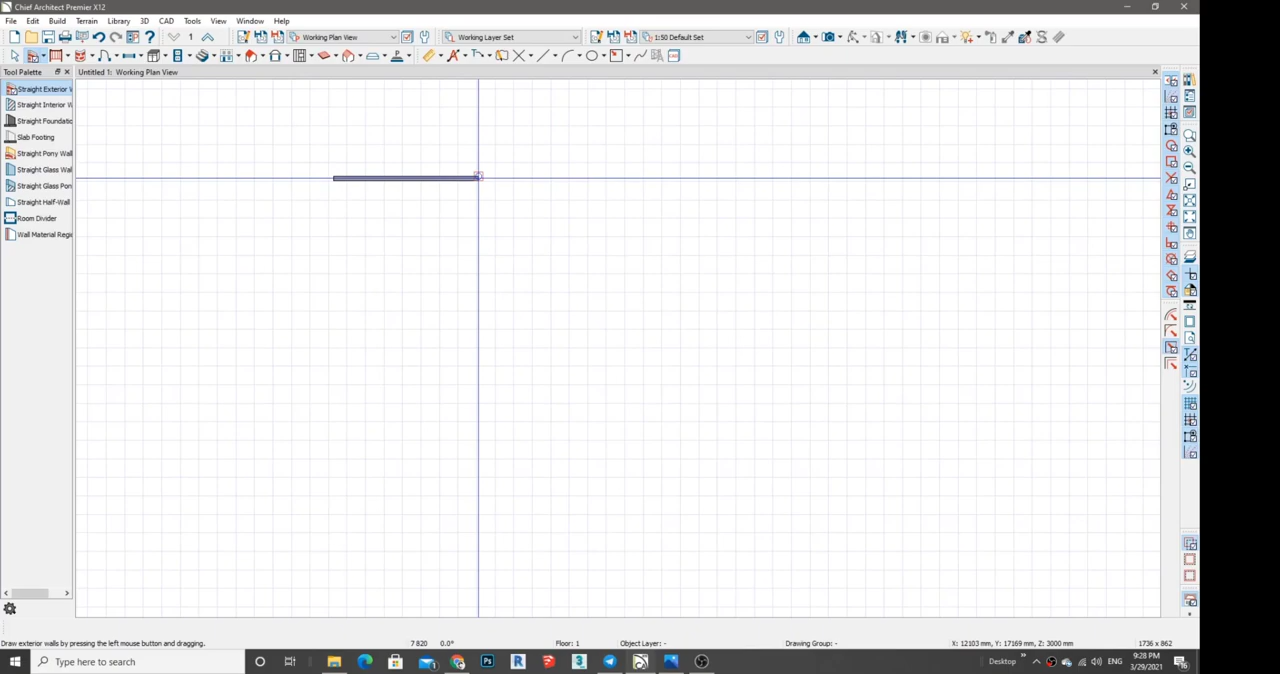 Chief Architect Premier X12
File Edit Build Terrain Library 3D CAD Tools Window View Help
1 Working Plan View Working Layer Set 1:50 Default Set
Tool Palette
Untitled 1: Working Plan View
Straight Exterior W
Straight Interior W
Straight Foundatio
Slab Footing
Straight Pony Wall
Straight Glass Wal
Straight Glass Pon
Straight Half-Wall
Room Divider
Wall Material Regi
Draw exterior walls by pressing the left mouse button and dragging. 7 820 0.0° Floor: 1 Object Layer: - Drawing Group: - X: 12103 mm, Y: 17169 mm, Z: 3000 mm 1736 x 862
Type here to search
Desktop
ENG
9:28 PM
3/29/2021
16